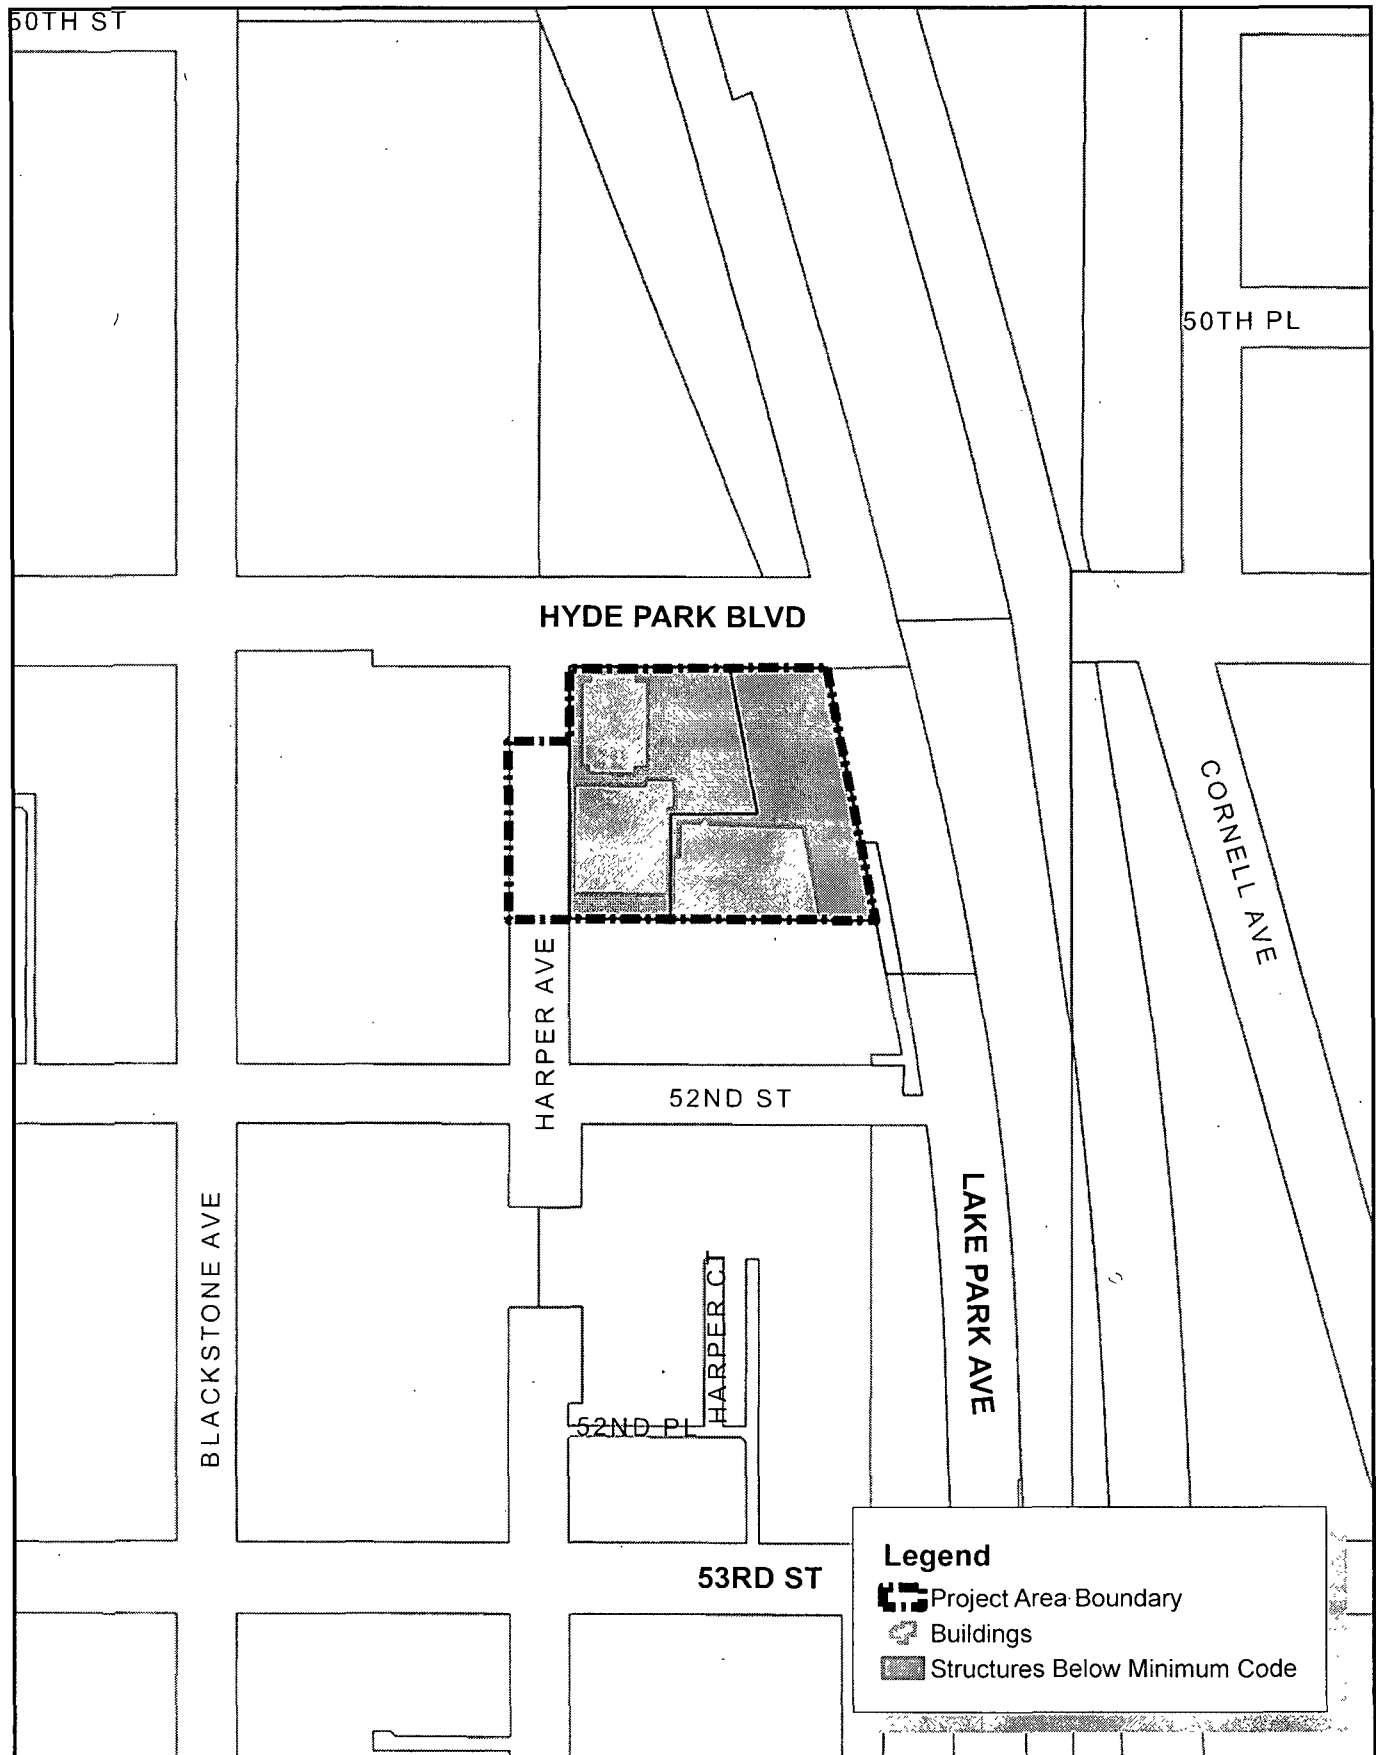 50TH ST
50TH PL
HYDE PARK BLVD
CORNELL AVE
HARPER AVE
52ND ST
BLACKSTONE AVE
LAKE PARK AVE
HARPER CT
52ND PL
53RD ST
Legend
Project Area Boundary
Buildings
Structures Below Minimum Code